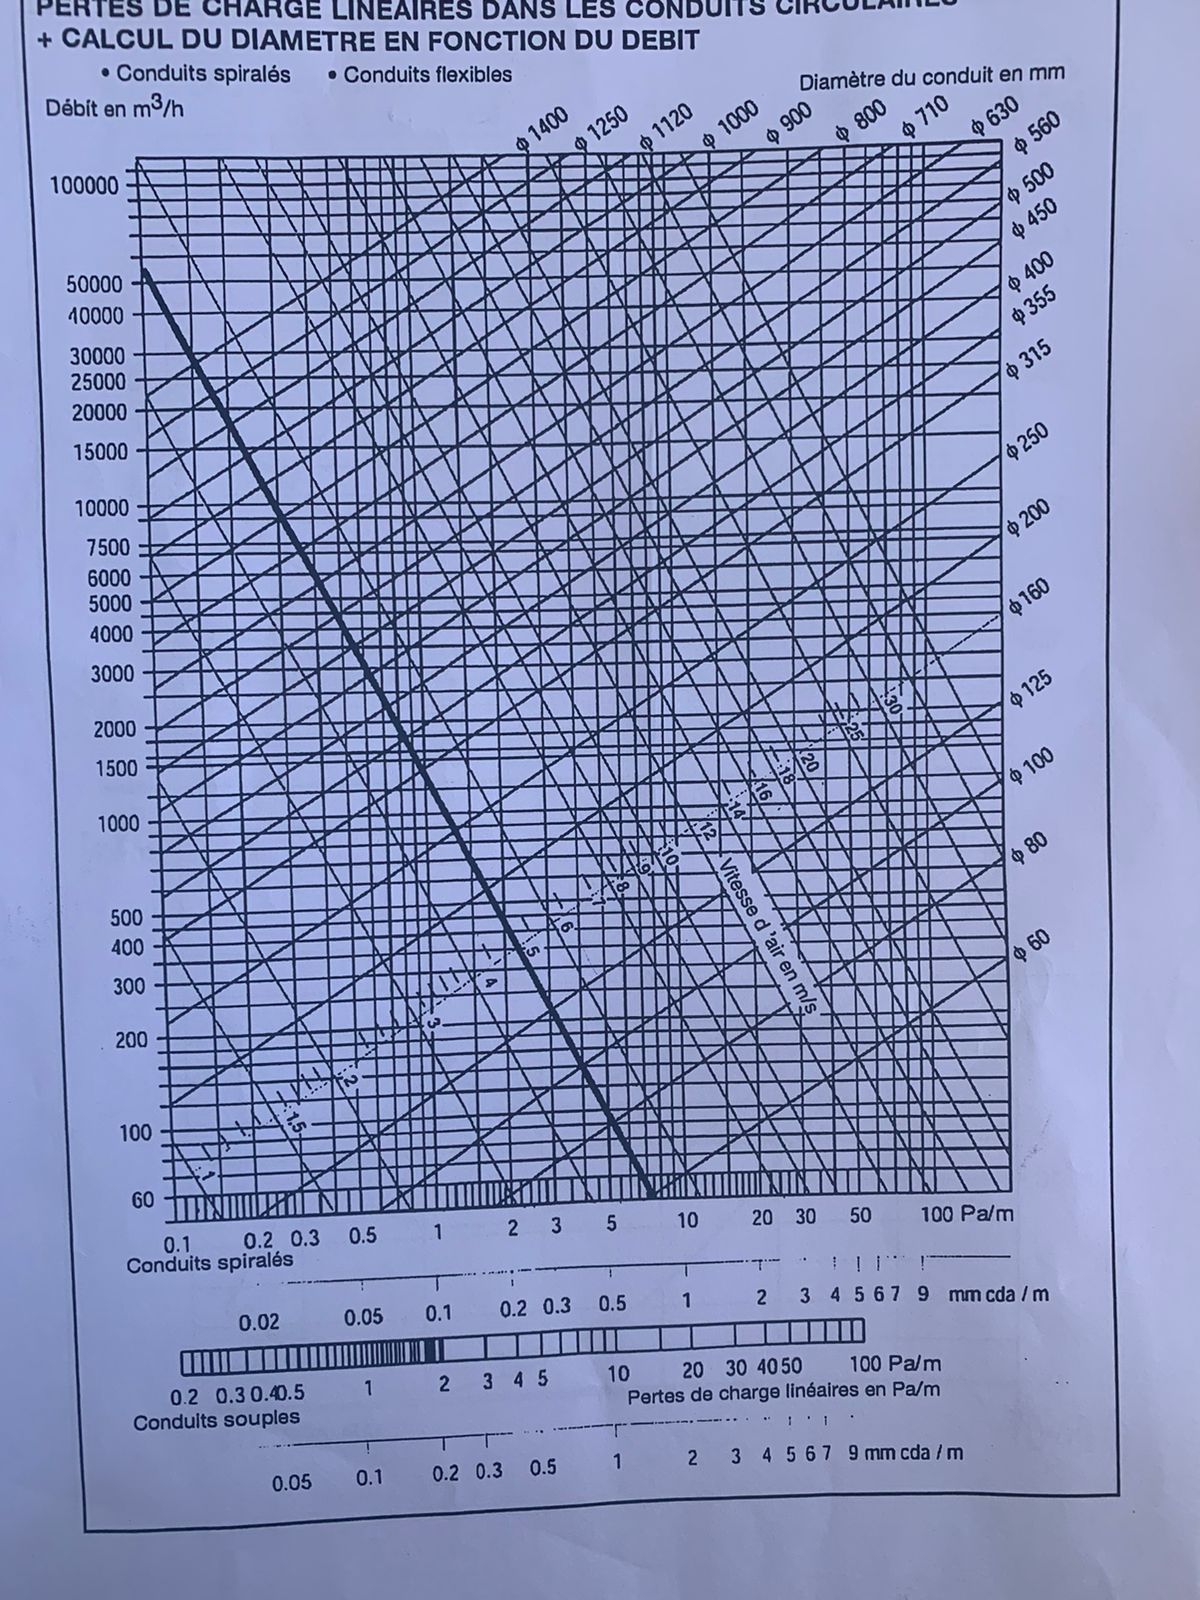 PERTES DE CHARGE LINEAIRES DANS LES CONDUITS CIRCULAIRES
+ CALCUL DU DIAMETRE EN FONCTION DU DEBIT
• Conduits spiralés • Conduits flexibles
Débit en m3/h
Diamètre du conduit en mm
ϕ 1400 ϕ 1250 ϕ 1120 ϕ 1000 ϕ 900 ϕ 800 ϕ 710 ϕ 630
ϕ 560
ϕ 500
ϕ 450
ϕ 400
ϕ 355
ϕ 315
ϕ 250
ϕ 200
ϕ 160
ϕ 125
ϕ 100
ϕ 80
ϕ 60
100000
50000
40000
30000
25000
20000
15000
10000
7500
6000
5000
4000
3000
2000
1500
1000
500
400
300
200
100
60
1 1,5 2 3 4 5 6 7 8 9 10 12 14 16 18 20 25 30
Vitesse d'air en m/s
0.1 0.2 0.3 0.5 1 2 3 5 10 20 30 50 100 Pa/m
Conduits spiralés
0.02 0.05 0.1 0.2 0.3 0.5 1 2 3 4 5 6 7 9 mm cda / m
0.2 0.3 0.4 0.5 1 2 3 4 5 10 20 30 40 50 100 Pa/m
Pertes de charge linéaires en Pa/m
Conduits souples
0.05 0.1 0.2 0.3 0.5 1 2 3 4 5 6 7 9 mm cda / m